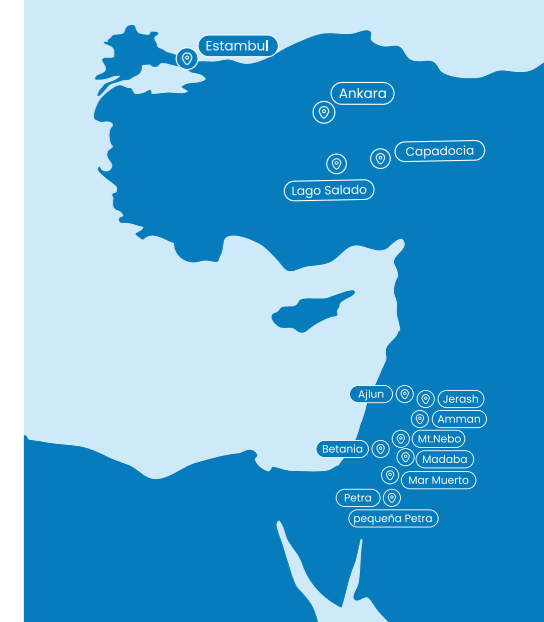 Estambul
Ankara
Capadocia
Lago Salado
Ajlun
Jerash
Amman
Mt.Nebo
Betania
Madaba
Mar Muerto
Petra
pequeña Petra